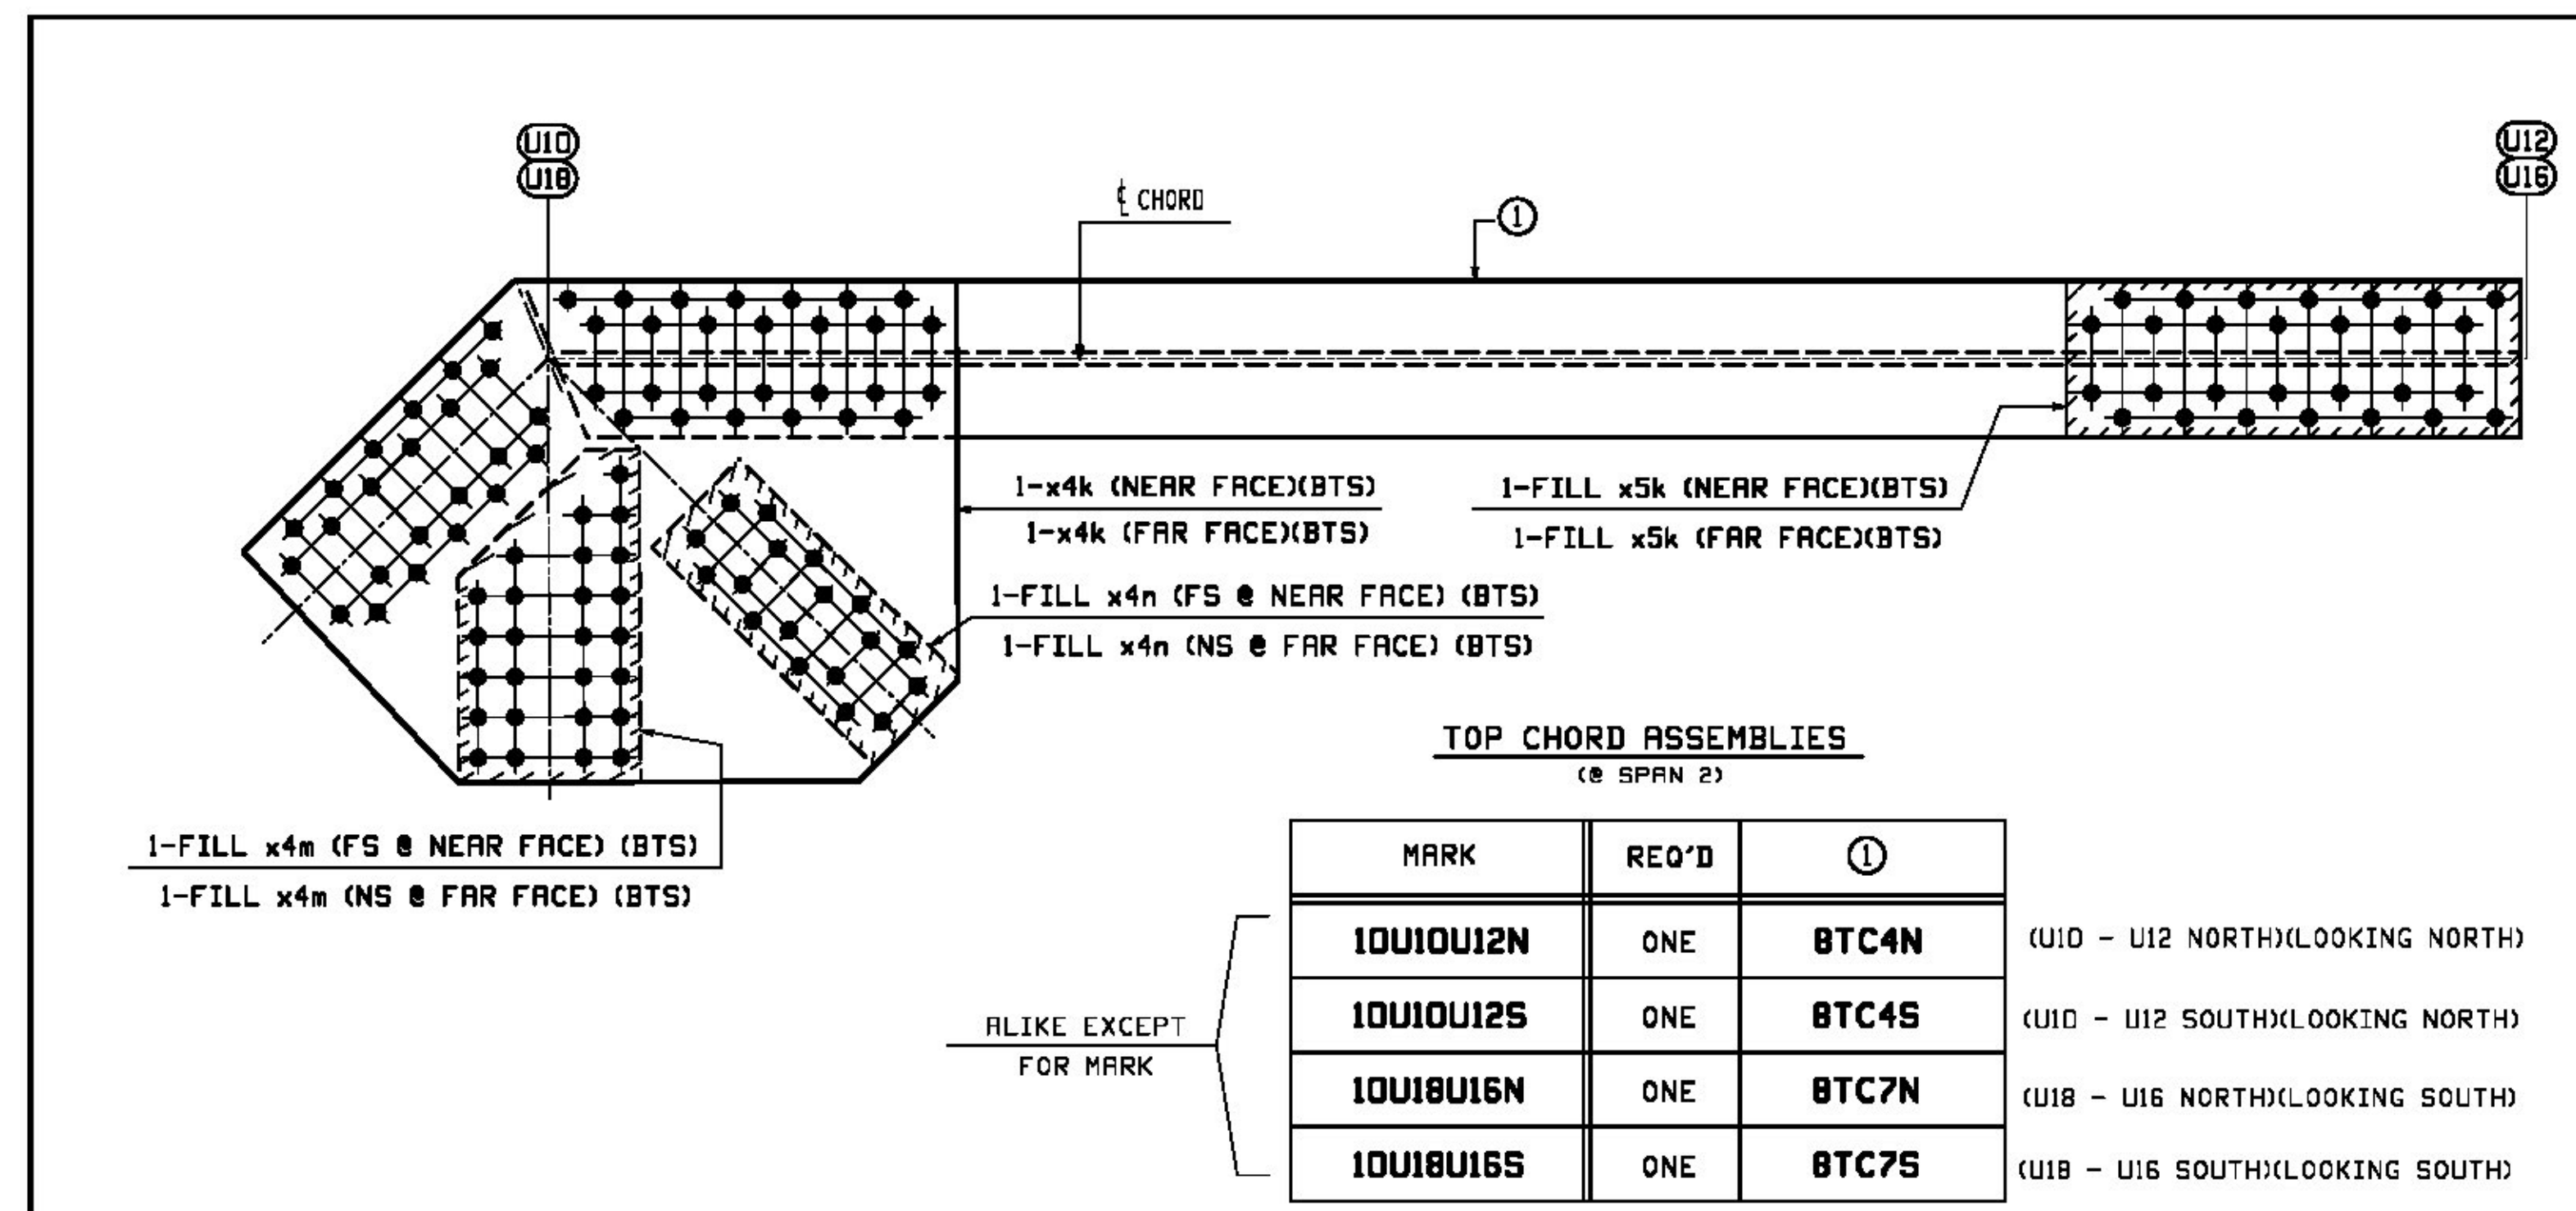 U10
U18
U12
U16
℄ CHORD
1
1-x4k (NEAR FACE)(BTS)
1-x4k (FAR FACE)(BTS)
1-FILL x5k (NEAR FACE)(BTS)
1-FILL x5k (FAR FACE)(BTS)
1-FILL x4n (FS @ NEAR FACE) (BTS)
1-FILL x4n (NS @ FAR FACE) (BTS)
1-FILL x4m (FS @ NEAR FACE) (BTS)
1-FILL x4m (NS @ FAR FACE) (BTS)
TOP CHORD ASSEMBLIES
(@ SPAN 2)
MARK REQ'D 1
10U10U12N ONE 8TC4N (U10 - U12 NORTH)(LOOKING NORTH)
10U10U12S ONE 8TC4S (U10 - U12 SOUTH)(LOOKING NORTH)
10U18U16N ONE 8TC7N (U18 - U16 NORTH)(LOOKING SOUTH)
10U18U16S ONE 8TC7S (U18 - U16 SOUTH)(LOOKING SOUTH)
ALIKE EXCEPT
FOR MARK